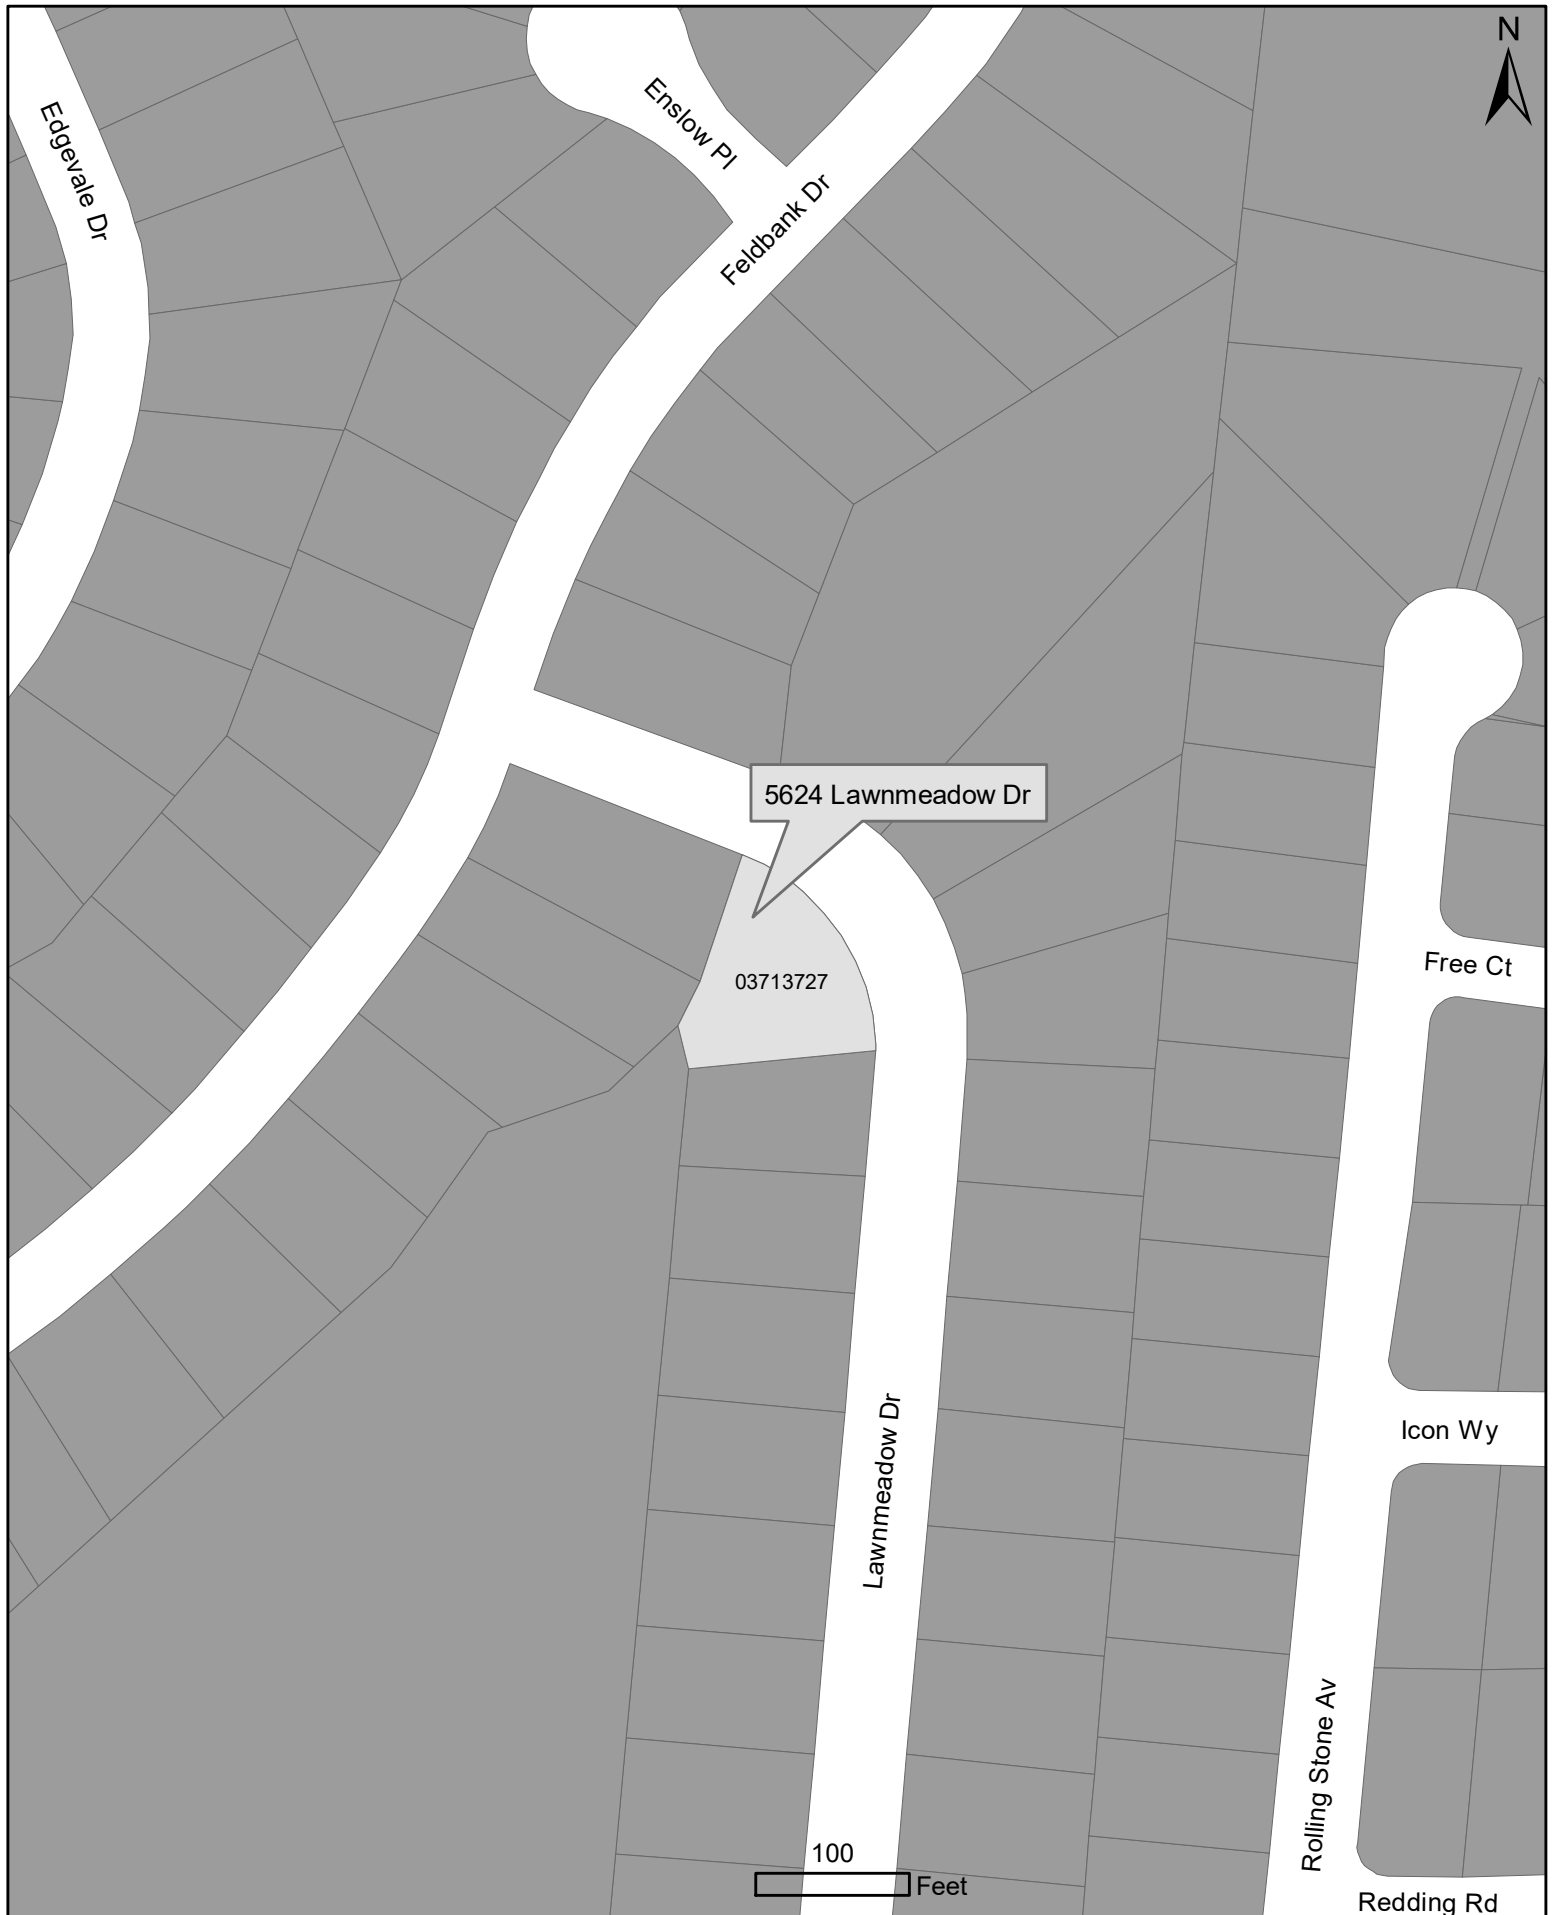 N
Edgevale Dr
Enslow Pl
Feldbank Dr
5624 Lawnmeadow Dr
03713727
Free Ct
Lawnmeadow Dr
Icon Wy
Rolling Stone Av
100
Feet
Redding Rd